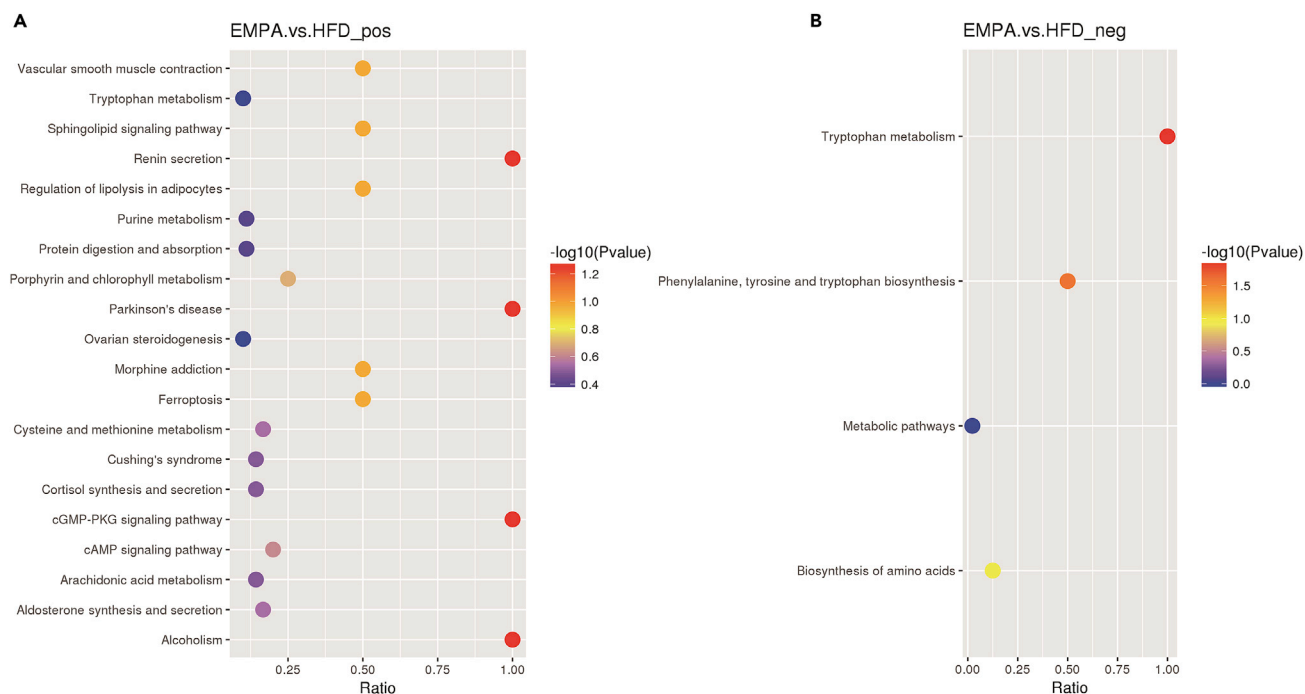 A
EMPA.vs.HFD_pos
Vascular smooth muscle contraction
Tryptophan metabolism
Sphingolipid signaling pathway
Renin secretion
Regulation of lipolysis in adipocytes
Purine metabolism
Protein digestion and absorption
Porphyrin and chlorophyll metabolism
Parkinson's disease
Ovarian steroidogenesis
Morphine addiction
Ferroptosis
Cysteine and methionine metabolism
Cushing's syndrome
Cortisol synthesis and secretion
cGMP-PKG signaling pathway
cAMP signaling pathway
Arachidonic acid metabolism
Aldosterone synthesis and secretion
Alcoholism
0.25 0.50 0.75 1.00
Ratio
-log10(Pvalue)
1.2
1.0
0.8
0.6
0.4
B
EMPA.vs.HFD_neg
Tryptophan metabolism
Phenylalanine, tyrosine and tryptophan biosynthesis
Metabolic pathways
Biosynthesis of amino acids
0.00 0.25 0.50 0.75 1.00
Ratio
-log10(Pvalue)
1.5
1.0
0.5
0.0